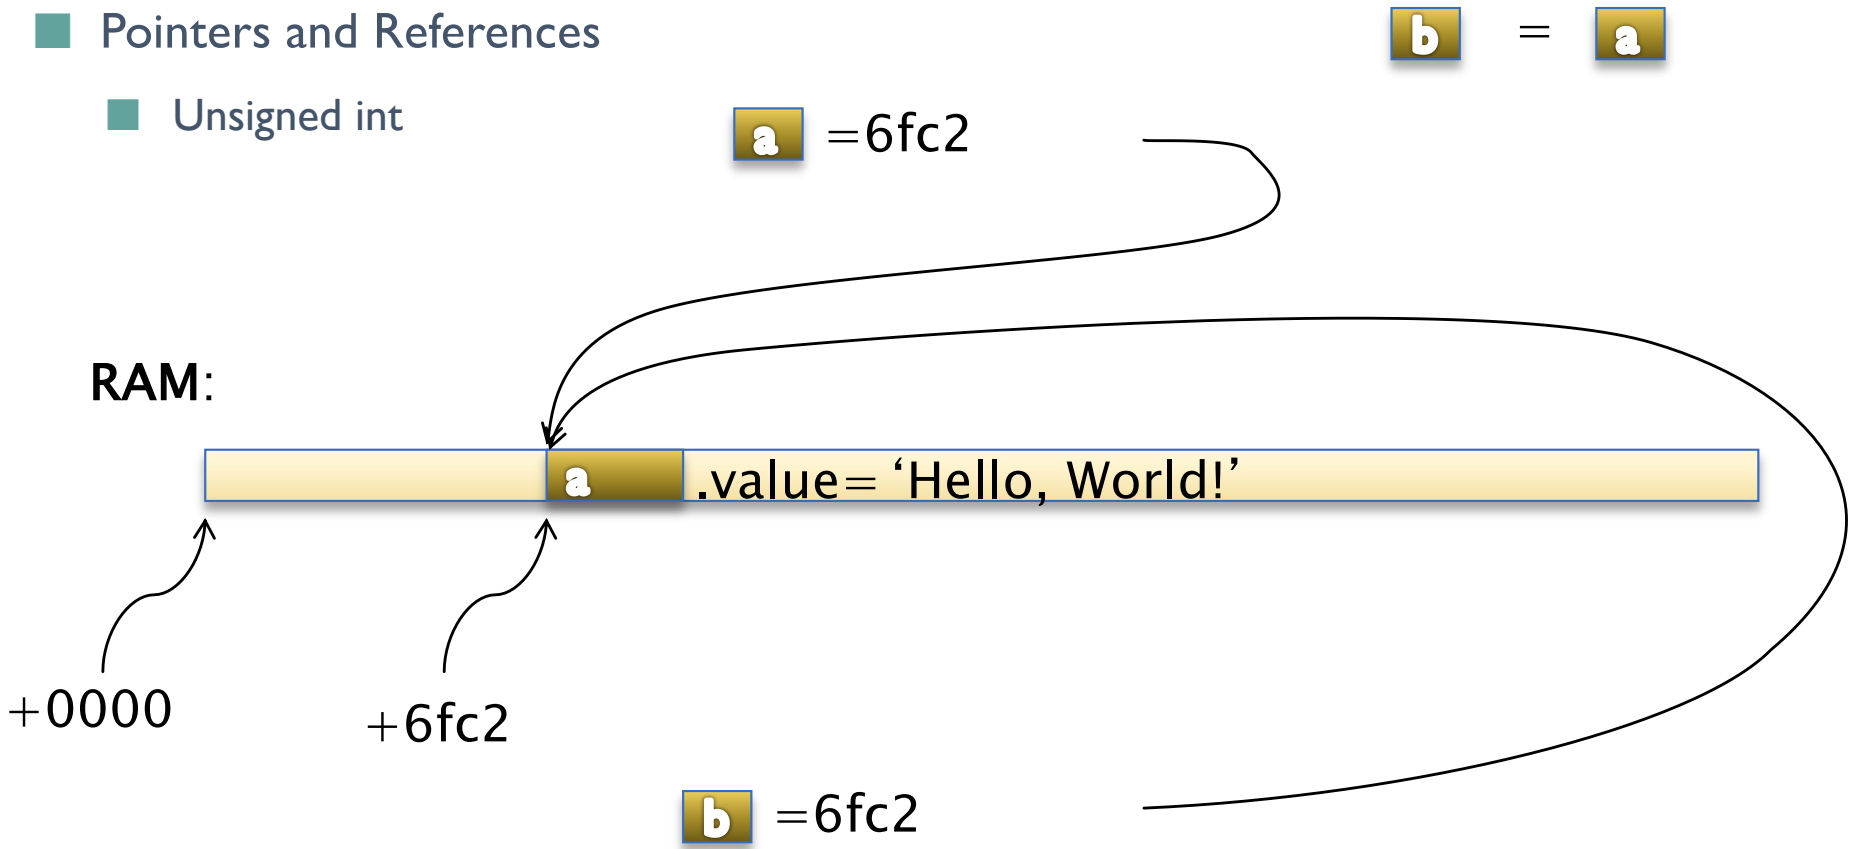 Pointers and References
b = a
Unsigned int
a =6fc2
RAM:
a .value= ‘Hello, World!’
+0000
+6fc2
b =6fc2